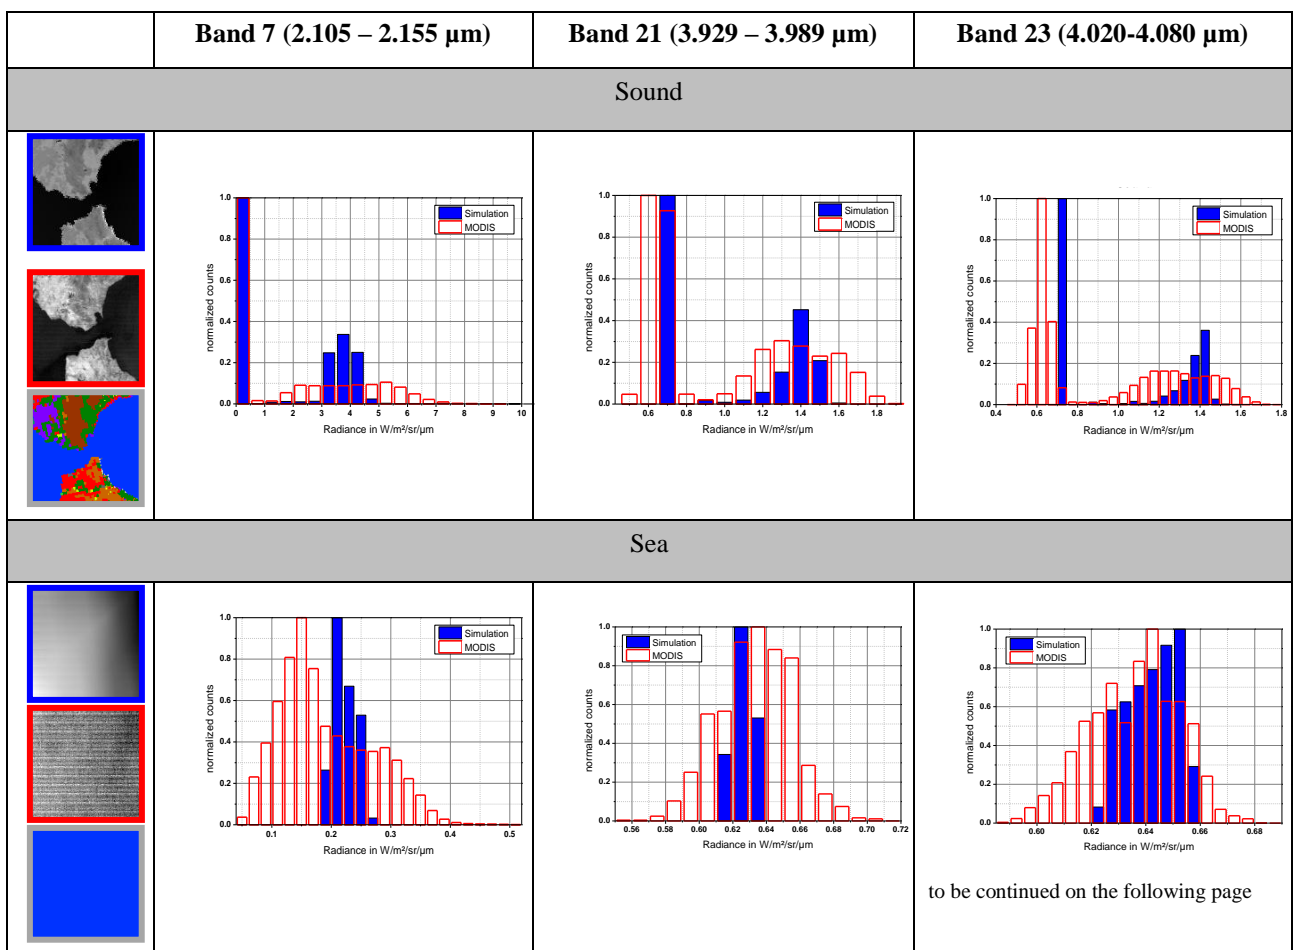 Band 7 (2.105 – 2.155 µm) Band 21 (3.929 – 3.989 µm) Band 23 (4.020-4.080 µm)
Sound
normalized counts
1.0
0.8
0.6
0.4
0.2
0.0
0 1 2 3 4 5 6 7 8 9 10
Radiance in W/m²/sr/µm
Simulation
MODIS
normalized counts
1.0
0.8
0.6
0.4
0.2
0.0
0.6 0.8 1.0 1.2 1.4 1.6 1.8
Radiance in W/m²/sr/µm
Simulation
MODIS
normalized counts
1.0
0.8
0.6
0.4
0.2
0.0
0.4 0.6 0.8 1.0 1.2 1.4 1.6 1.8
Radiance in W/m²/sr/µm
Simulation
MODIS
Sea
normalized counts
1.0
0.8
0.6
0.4
0.2
0.0
0.1 0.2 0.3 0.4 0.5
Radiance in W/m²/sr/µm
Simulation
MODIS
normalized counts
1.0
0.8
0.6
0.4
0.2
0.0
0.56 0.58 0.60 0.62 0.64 0.66 0.68 0.70 0.72
Radiance in W/m²/sr/µm
Simulation
MODIS
normalized counts
1.0
0.8
0.6
0.4
0.2
0.0
0.60 0.62 0.64 0.66 0.68
Radiance in W/m²/sr/µm
Simulation
MODIS
to be continued on the following page